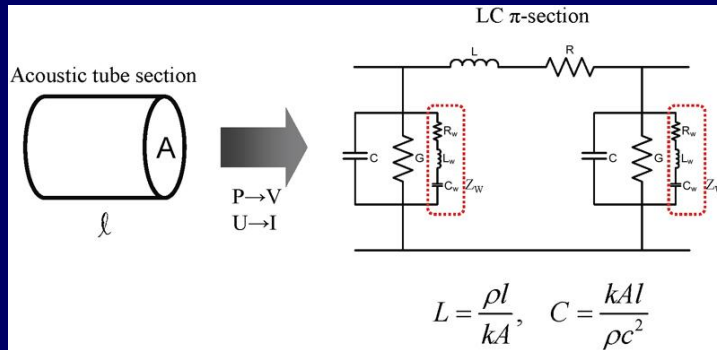 LC π-section
Acoustic tube section
A
ℓ
P→V
U→I
L R
C G Rw Lw Cw Zw
C G Rw Lw Cw
L = ρl/kA, C = kAl/ρc²